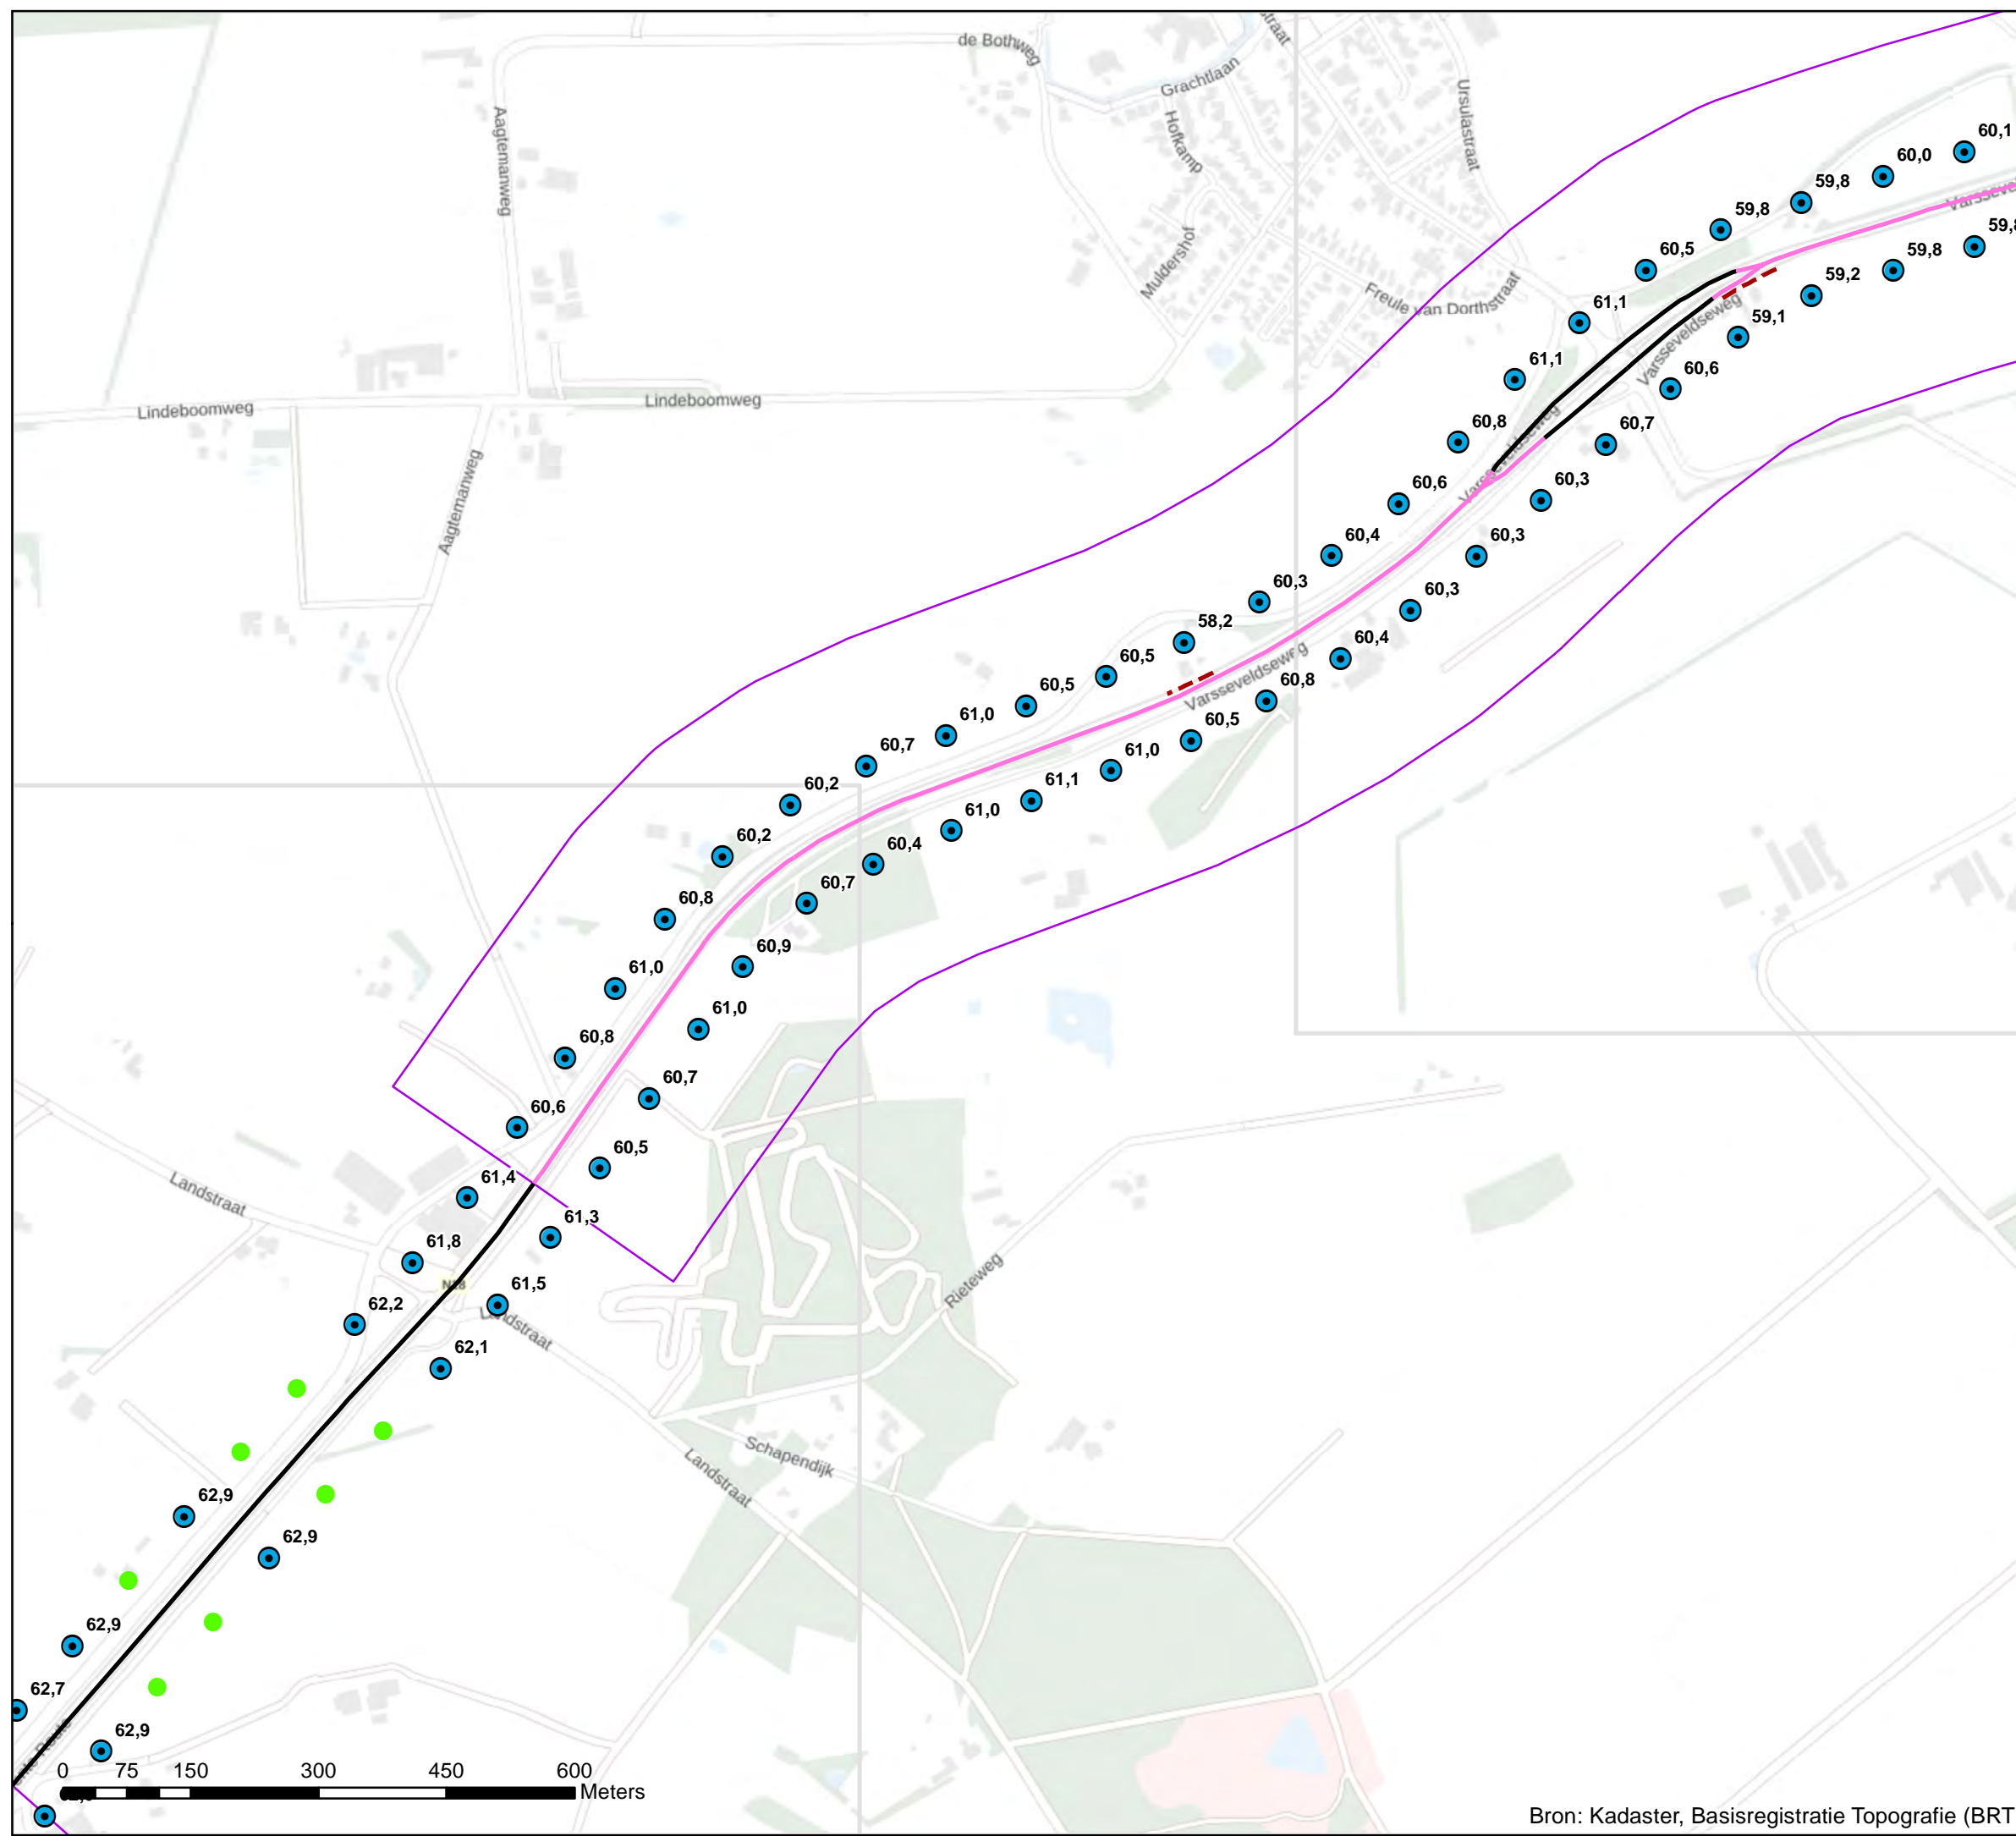 de Bothweg
straat
Grachtlaan
Ursulastraat
Hofkamp
Aagtemanweg
60,1
60,0
59,8
59,8
Varsseve
59,8
59,8
60,5
59,2
Muldershof
Freule van Dorthstraat
61,1
Varsseveldseweg
59,1
61,1
60,6
Lindeboomweg
Lindeboomweg
60,8
60,7
Varsseveldseweg
60,6
60,3
Aagtemanweg
60,4
60,3
60,3
60,3
58,2
60,4
60,5
Varsseveldseweg
60,8
60,5
61,0
60,5
60,7
61,0
60,2
61,1
61,0
60,2
60,4
60,8
60,7
60,9
61,0
61,0
60,8
60,7
60,6
60,5
61,4
Landstraat
61,3
61,8
N18
Rieteweg
61,5
62,2
Landstraat
62,1
Schapendijk
Landstraat
62,9
62,9
62,9
62,7
62,9
Route
0 75 150 300 450 600
Meters
Bron: Kadaster, Basisregistratie Topografie (BRT